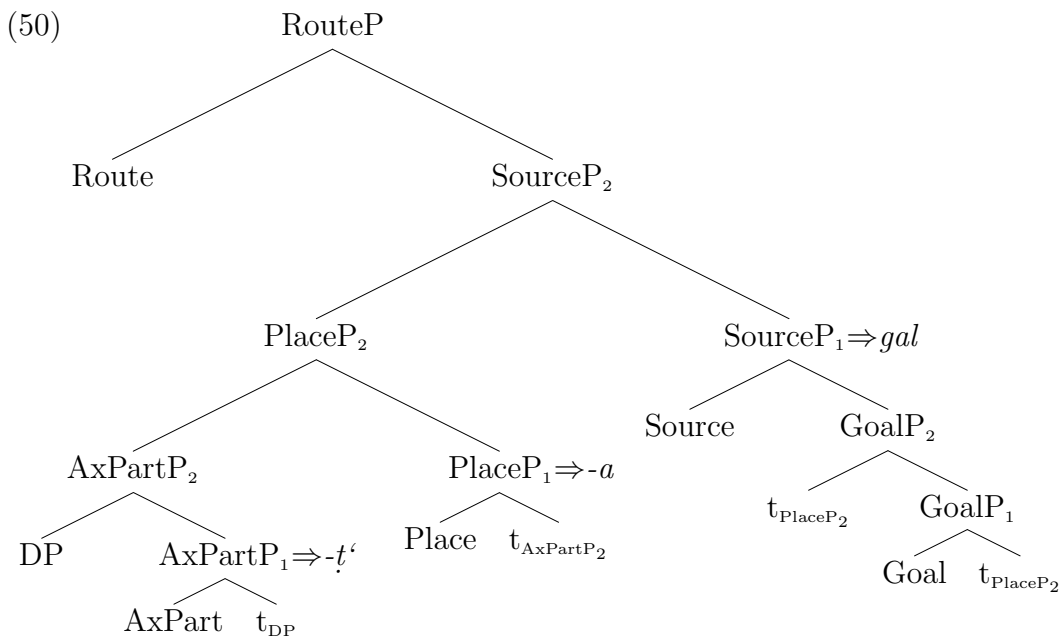 (50) RouteP
Route SourceP₂
PlaceP₂ SourceP₁⇒gal
Source GoalP₂
AxPartP₂ PlaceP₁⇒-a
t_PlaceP₂ GoalP₁
DP AxPartP₁⇒-ṭʻ Place t_AxPartP₂
Goal t_PlaceP₂
AxPart t_DP